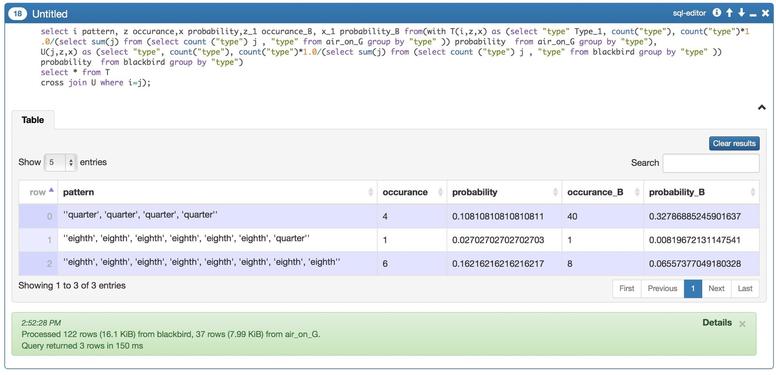 18 Untitled sql-editor
select i pattern, z occurance,x probability,z_1 occurance_B, x_1 probability_B from(with T(i,z,x) as (select "type" Type_1, count("type"), count("type")*1
.0/(select sum(j) from (select count ("type") j , "type" from air_on_G group by "type" )) probability  from air_on_G group by "type"),
U(j,z,x) as (select "type", count("type"), count("type")*1.0/(select sum(j) from (select count ("type") j , "type" from blackbird group by "type" ))
probability  from blackbird group by "type")
select * from T
cross join U where i=j);
Table
Clear results
Show 5 entries Search
row pattern occurance probability occurance_B probability_B
0 ''quarter', 'quarter', 'quarter', 'quarter'' 4 0.10810810810810811 40 0.32786885245901637
1 ''eighth', 'eighth', 'eighth', 'eighth', 'eighth', 'eighth', 'quarter'' 1 0.02702702702702703 1 0.00819672131147541
2 ''eighth', 'eighth', 'eighth', 'eighth', 'eighth', 'eighth', 'eighth', 'eighth'' 6 0.16216216216216217 8 0.06557377049180328
Showing 1 to 3 of 3 entries First Previous 1 Next Last
2:52:28 PM Details
Processed 122 rows (16.1 KiB) from blackbird, 37 rows (7.99 KiB) from air_on_G.
Query returned 3 rows in 150 ms